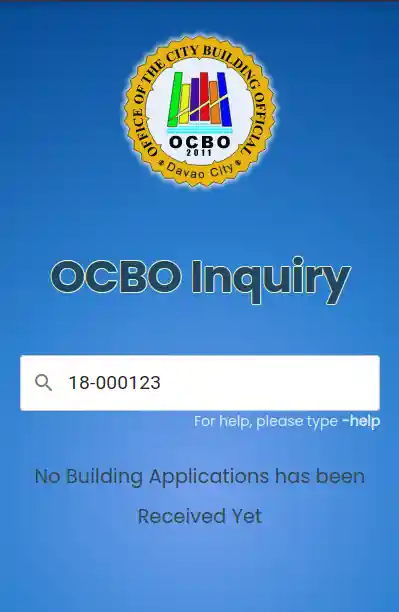 OFFICE OF THE CITY BUILDING OFFICIAL
OCBO
2011
Davao City
OCBO Inquiry
18-000123
For help, please type -help
No Building Applications has been
Received Yet